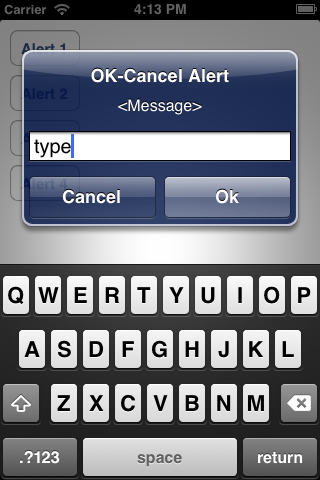 Carrier 4:13 PM
Alert 1
Alert 2
Alert 4
OK-Cancel Alert
<Message>
type
Cancel Ok
Q W E R T Y U I O P
A S D F G H J K L
Z X C V B N M
.?123 space return